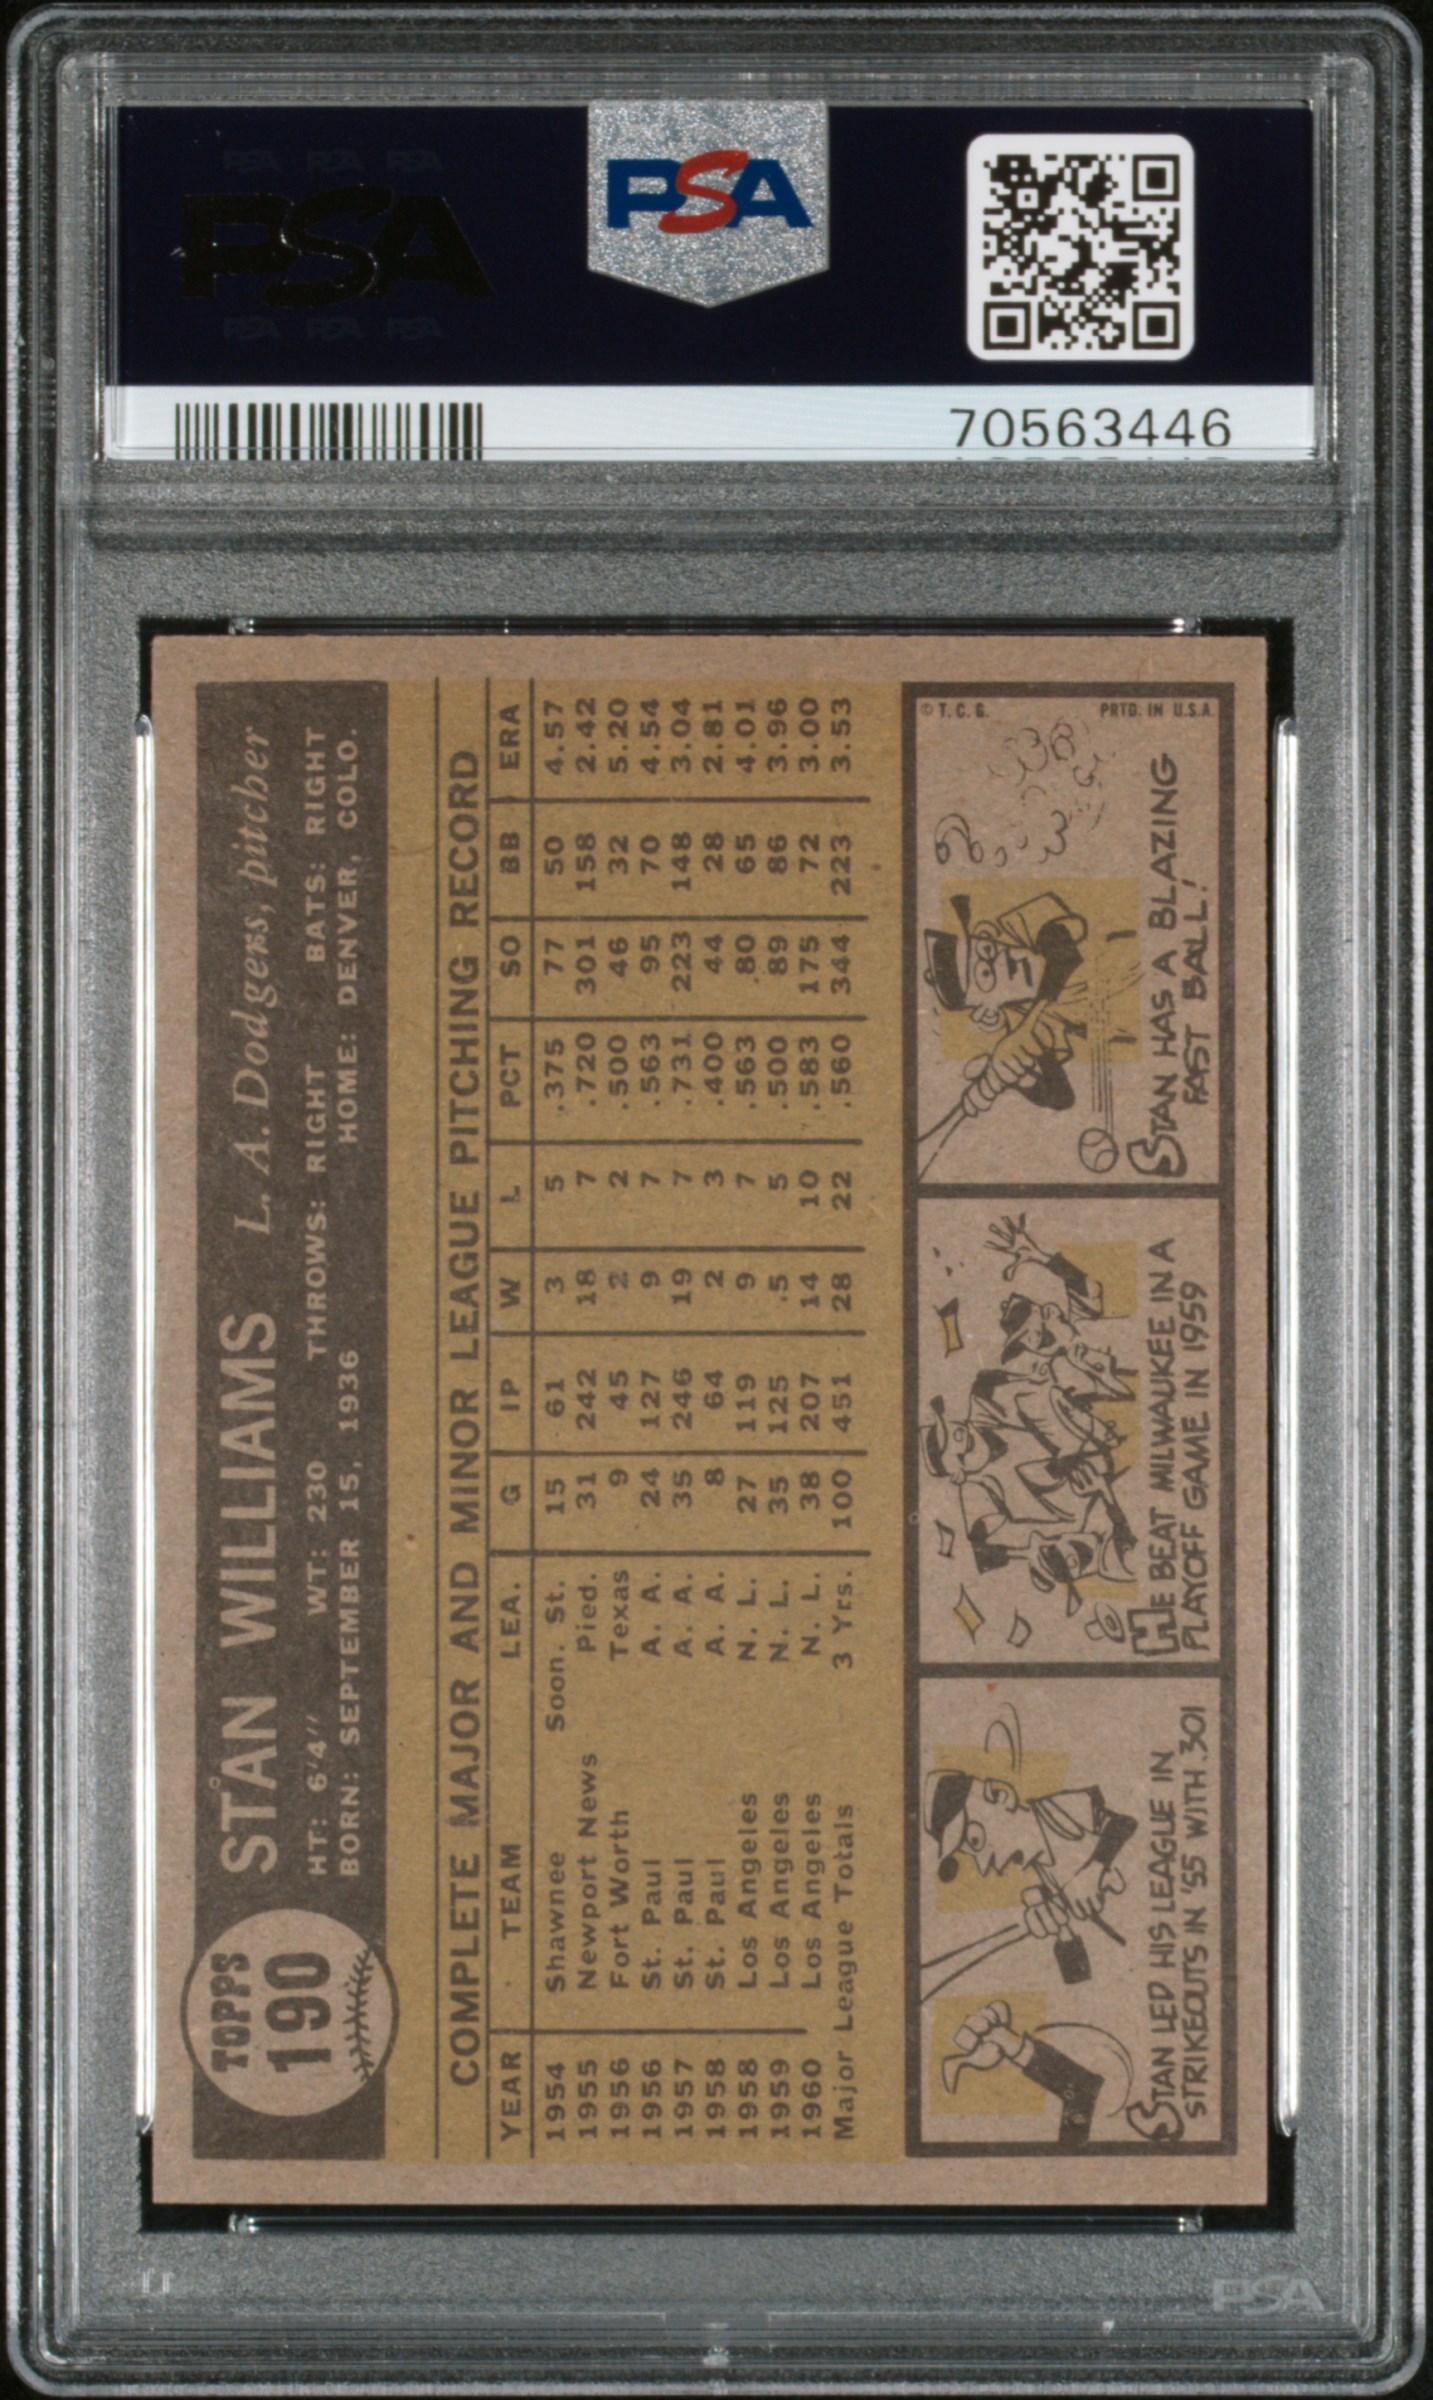 PSA PSA PSA
PSA
PSA PSA PSA
PSA
70563446
TOPPS
190
STAN WILLIAMS L. A. Dodgers, pitcher
HT: 6'4" WT: 230 THROWS: RIGHT BATS: RIGHT
BORN: SEPTEMBER 15, 1936 HOME: DENVER, COLO.
COMPLETE MAJOR AND MINOR LEAGUE PITCHING RECORD
YEAR TEAM LEA. G IP W L PCT SO BB ERA
1954 Shawnee Soon. St. 15 61 3 5 .375 77 50 4.57
1955 Newport News Pied. 31 242 18 7 .720 301 158 2.42
1956 Fort Worth Texas 9 45 2 2 .500 46 32 5.20
1956 St. Paul A. A. 24 127 9 7 .563 95 70 4.54
1957 St. Paul A. A. 35 246 19 7 .731 223 148 3.04
1958 St. Paul A. A. 8 64 2 3 .400 44 28 2.81
1958 Los Angeles N. L. 27 119 9 7 .563 80 65 4.01
1959 Los Angeles N. L. 35 125 5 5 .500 89 86 3.96
1960 Los Angeles N. L. 38 207 14 10 .583 175 72 3.00
Major League Totals 3 Yrs. 100 451 28 22 .560 344 223 3.53
STAN LED HIS LEAGUE IN
STRIKEOUTS IN '55 WITH 301
HE BEAT MILWAUKEE IN A
PLAYOFF GAME IN 1959
© T. C. G. PRTD. IN U.S.A.
STAN HAS A BLAZING
FAST BALL!
PSA